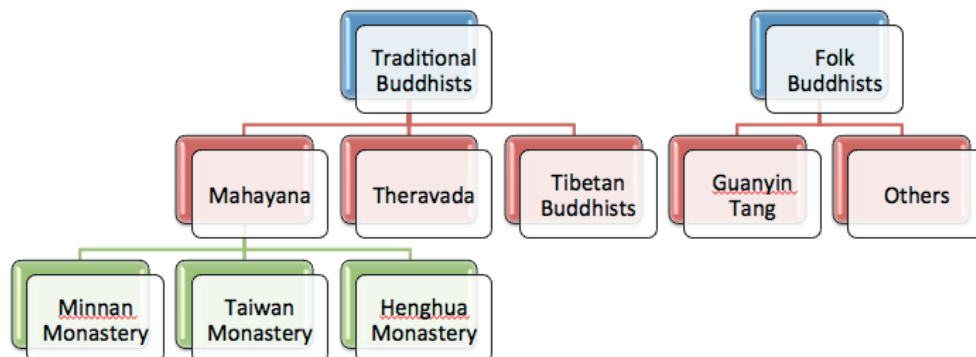 Traditional
Buddhists
Folk
Buddhists
Mahayana
Theravada
Tibetan
Buddhists
Guanyin
Tang
Others
Minnan
Monastery
Taiwan
Monastery
Henghua
Monastery